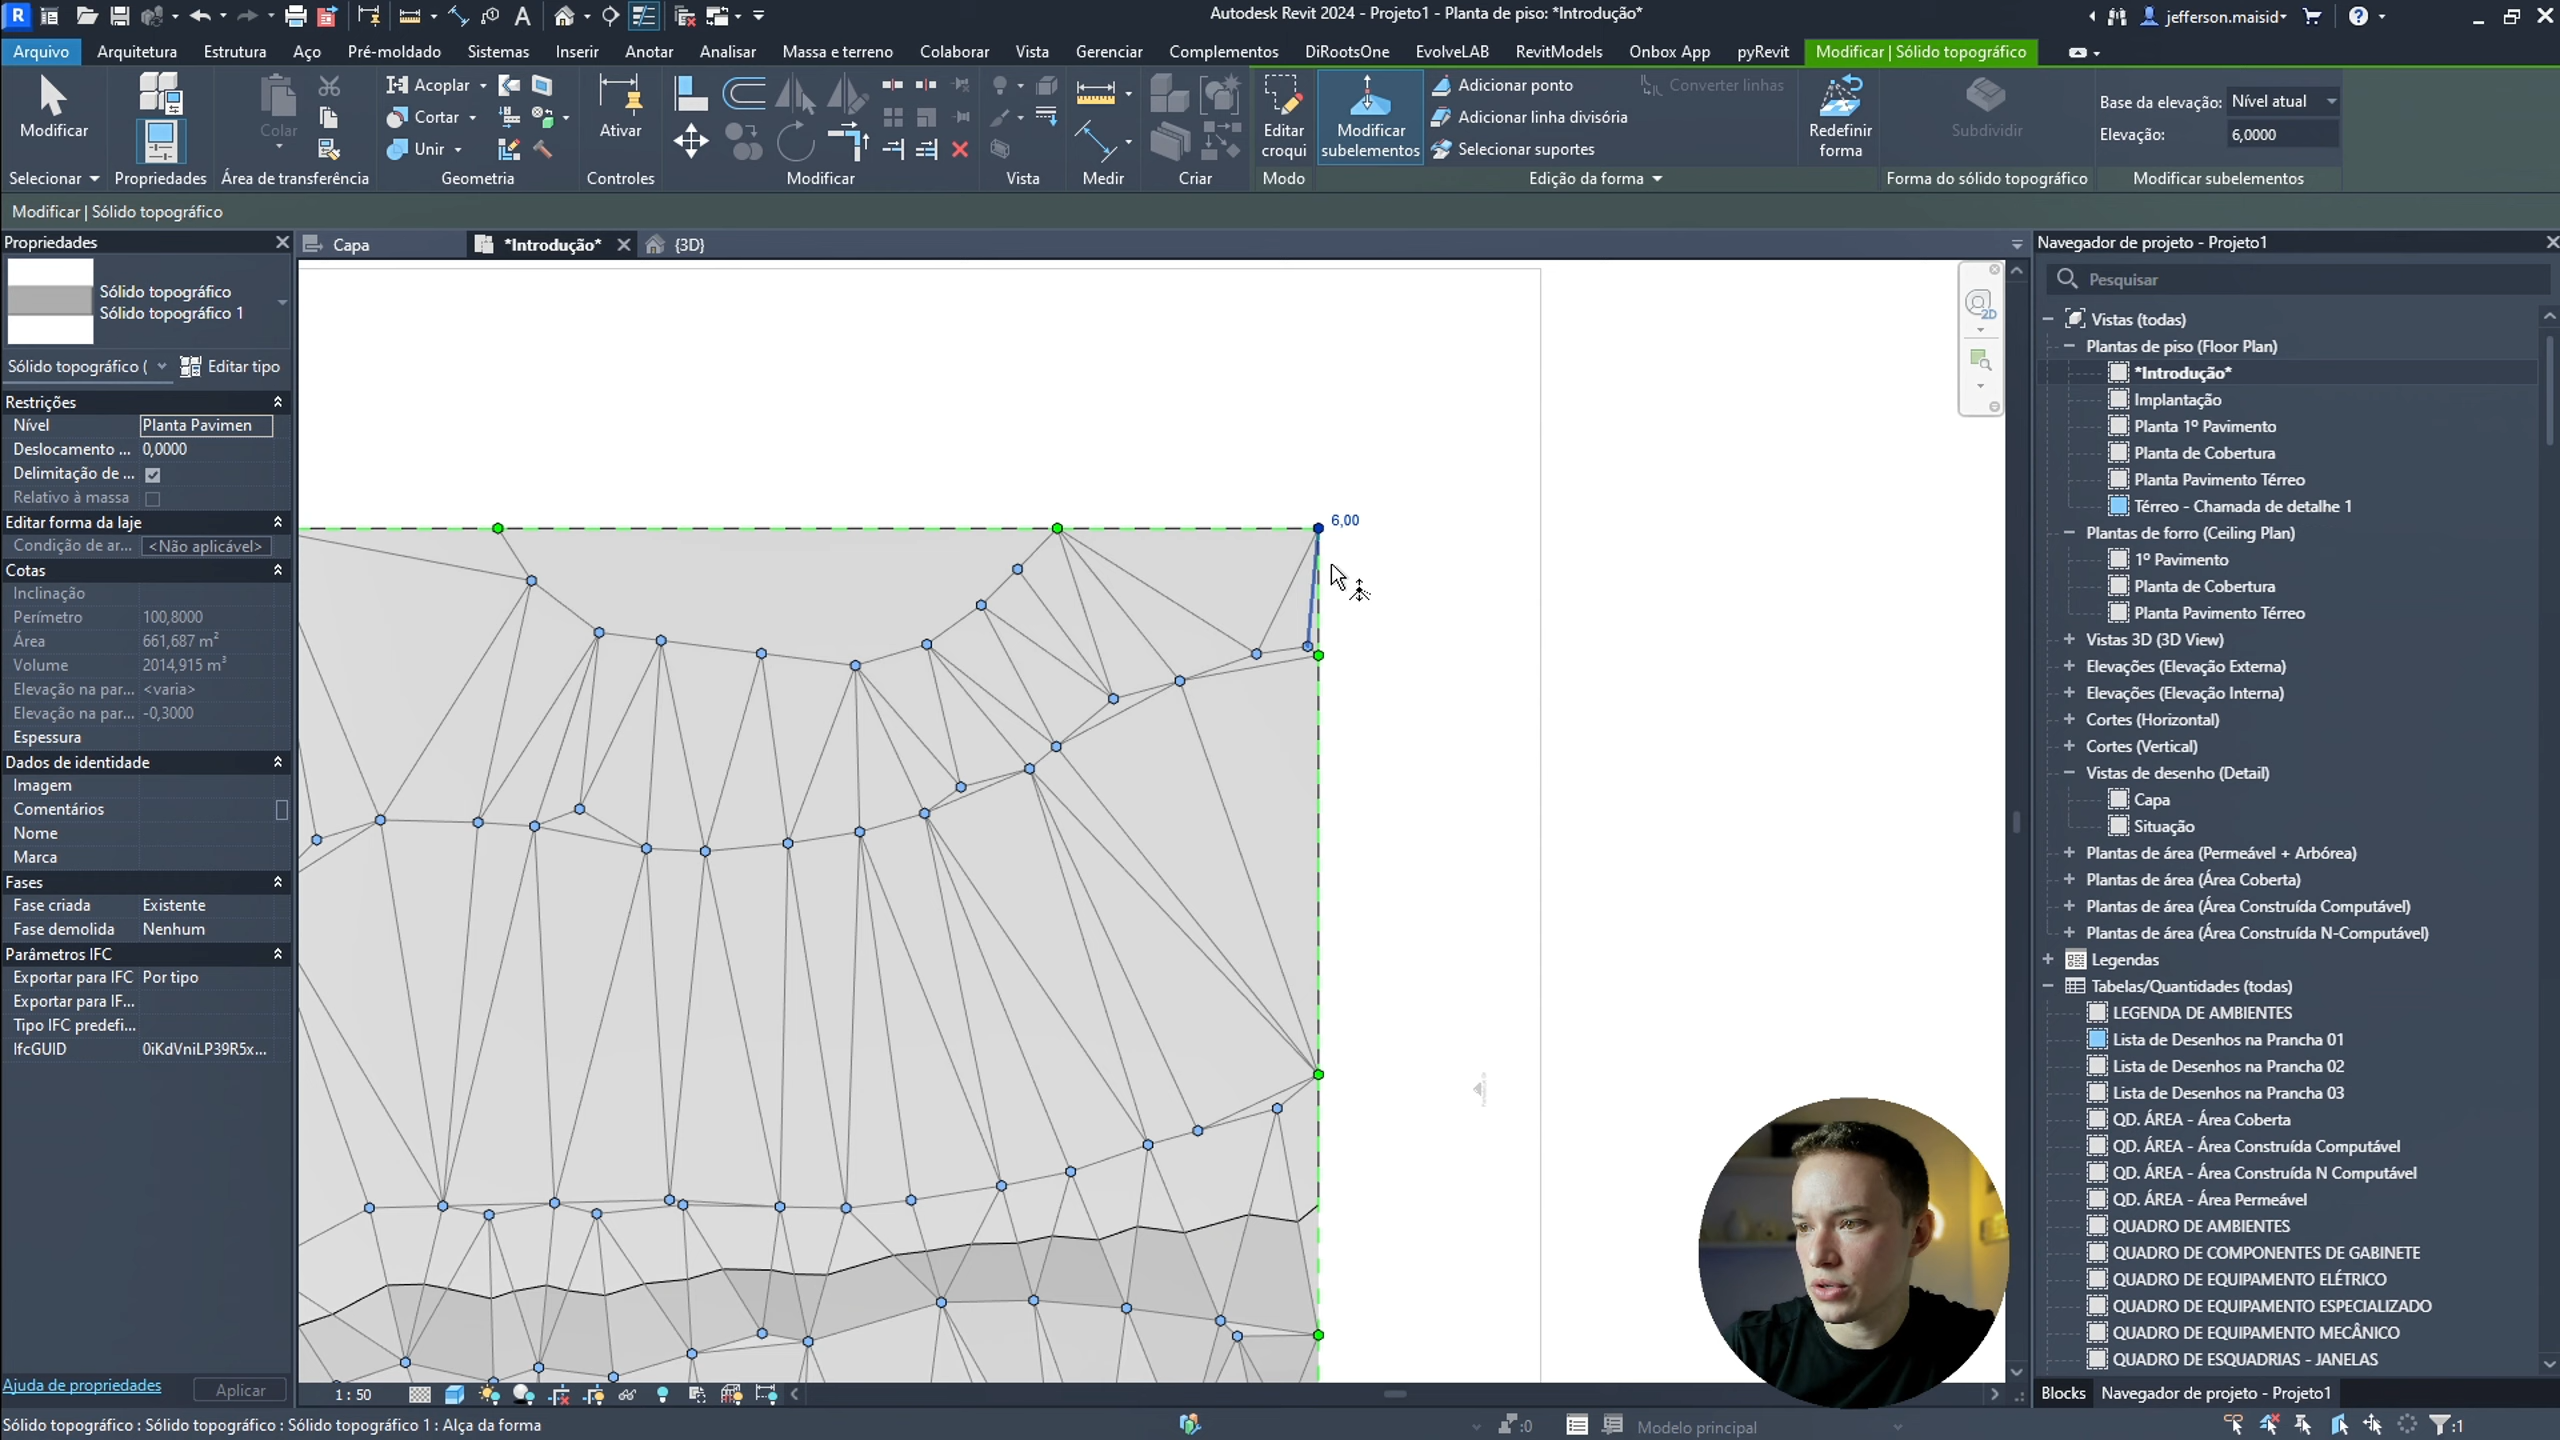 Autodesk Revit 2024 - Projeto1 - Planta de piso: *Introdução*
jefferson.maisid
Arquivo Arquitetura Estrutura Aço Pré-moldado Sistemas Inserir Anotar Analisar Massa e terreno Colaborar Vista Gerenciar Complementos DiRootsOne EvolveLAB RevitModels Onbox App pyRevit Modificar | Sólido topográfico
Modificar
Colar
Acoplar
Cortar
Unir
Ativar
Editar croqui
Modificar subelementos
Adicionar ponto
Adicionar linha divisória
Selecionar suportes
Converter linhas
Redefinir forma
Subdividir
Base da elevação: Nível atual
Elevação: 6,0000
Selecionar Propriedades Área de transferência Geometria Controles Modificar Vista Medir Criar Modo Edição da forma Forma do sólido topográfico Modificar subelementos
Modificar | Sólido topográfico
Propriedades
Sólido topográfico
Sólido topográfico 1
Sólido topográfico ( Editar tipo
Restrições
Nível Planta Pavimen
Deslocamento ... 0,0000
Delimitação de ...
Relativo à massa
Editar forma da laje
Condição de ar... <Não aplicável>
Cotas
Inclinação
Perímetro 100,8000
Área 661,687 m²
Volume 2014,915 m³
Elevação na par... <varia>
Elevação na par... -0,3000
Espessura
Dados de identidade
Imagem
Comentários
Nome
Marca
Fases
Fase criada Existente
Fase demolida Nenhum
Parâmetros IFC
Exportar para IFC Por tipo
Exportar para IF...
Tipo IFC predefi...
IfcGUID 0iKdVniLP39R5x...
Ajuda de propriedades Aplicar
Capa *Introdução* {3D}
2D
6,00
1 : 50
Navegador de projeto - Projeto1
Pesquisar
Vistas (todas)
Plantas de piso (Floor Plan)
*Introdução*
Implantação
Planta 1º Pavimento
Planta de Cobertura
Planta Pavimento Térreo
Térreo - Chamada de detalhe 1
Plantas de forro (Ceiling Plan)
1º Pavimento
Planta de Cobertura
Planta Pavimento Térreo
Vistas 3D (3D View)
Elevações (Elevação Externa)
Elevações (Elevação Interna)
Cortes (Horizontal)
Cortes (Vertical)
Vistas de desenho (Detail)
Capa
Situação
Plantas de área (Permeável + Arbórea)
Plantas de área (Área Coberta)
Plantas de área (Área Construída Computável)
Plantas de área (Área Construída N-Computável)
Legendas
Tabelas/Quantidades (todas)
LEGENDA DE AMBIENTES
Lista de Desenhos na Prancha 01
Lista de Desenhos na Prancha 02
Lista de Desenhos na Prancha 03
QD. ÁREA - Área Coberta
QD. ÁREA - Área Construída Computável
QD. ÁREA - Área Construída N Computável
QD. ÁREA - Área Permeável
QUADRO DE AMBIENTES
QUADRO DE COMPONENTES DE GABINETE
QUADRO DE EQUIPAMENTO ELÉTRICO
QUADRO DE EQUIPAMENTO ESPECIALIZADO
QUADRO DE EQUIPAMENTO MECÂNICO
QUADRO DE ESQUADRIAS - JANELAS
Blocks Navegador de projeto - Projeto1
Sólido topográfico : Sólido topográfico : Sólido topográfico 1 : Alça da forma
:0
Modelo principal
:1